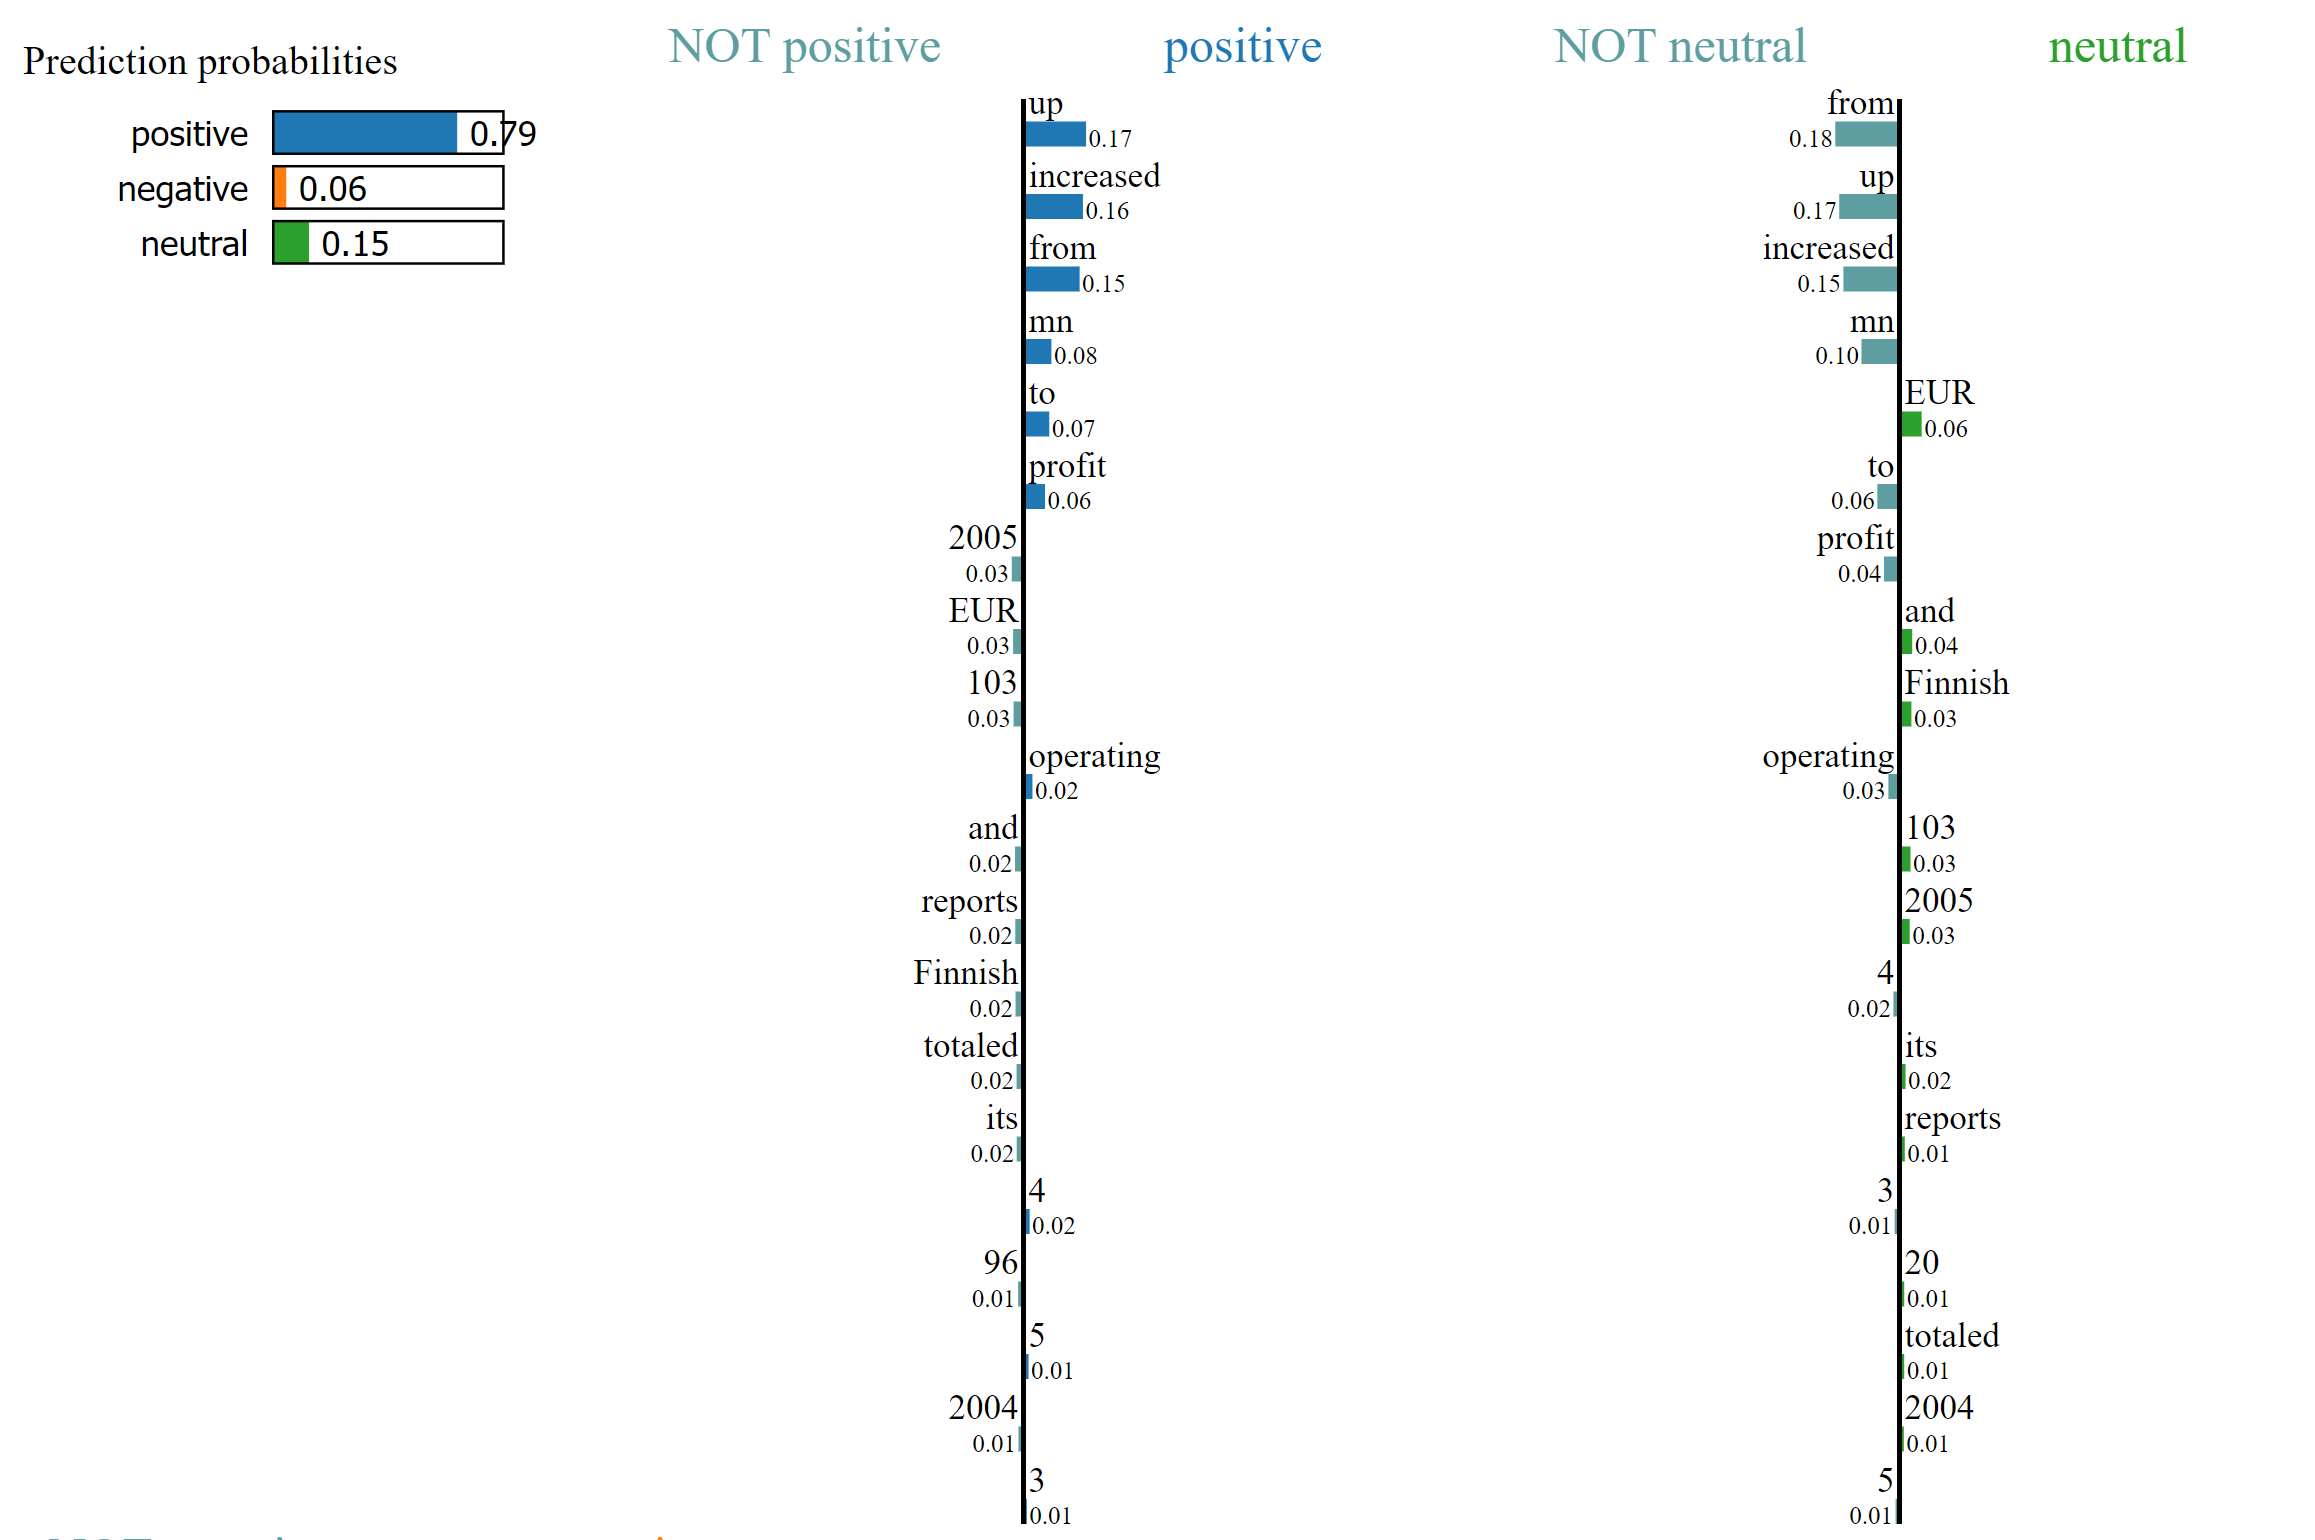 Prediction probabilities
positive 0.79
negative 0.06
neutral 0.15
NOT positive positive
up
0.17
increased
0.16
from
0.15
mn
0.08
to
0.07
profit
0.06
2005
0.03
EUR
0.03
103
0.03
operating
0.02
and
0.02
reports
0.02
Finnish
0.02
totaled
0.02
its
0.02
4
0.02
96
0.01
5
0.01
2004
0.01
3
0.01
NOT neutral neutral
from
0.18
up
0.17
increased
0.15
mn
0.10
EUR
0.06
to
0.06
profit
0.04
and
0.04
Finnish
0.03
operating
0.03
103
0.03
2005
0.03
4
0.02
its
0.02
reports
0.01
3
0.01
20
0.01
totaled
0.01
2004
0.01
5
0.01